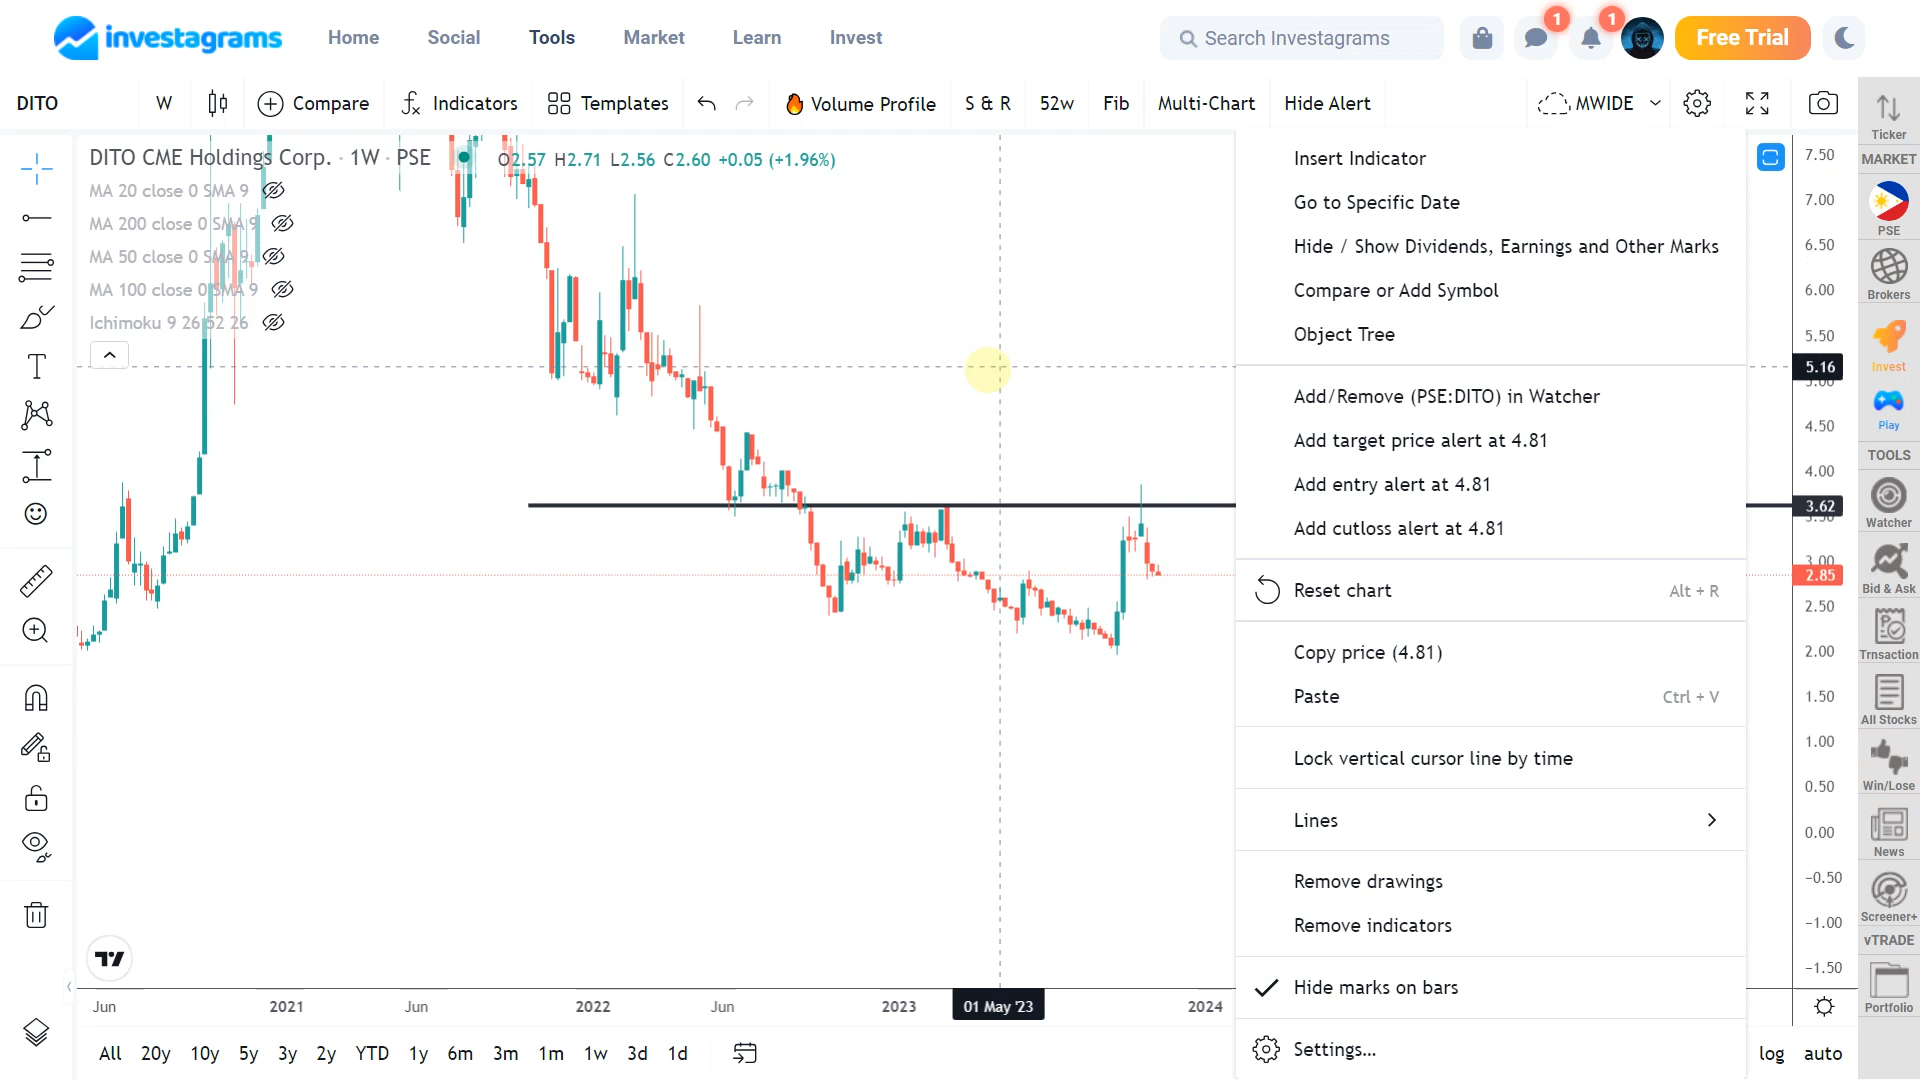 investagrams
Home
Social
Tools
Market
Learn
Invest
Search Investagrams
1
1
Free Trial
DITO
W
Compare
Indicators
Templates
Volume Profile
S & R
52w
Fib
Multi-Chart
Hide Alert
MWIDE
DITO CME Holdings Corp. · 1W · PSE
O2.57 H2.71 L2.56 C2.60 +0.05 (+1.96%)
MA 20 close 0 SMA 9
MA 200 close 0 SMA 9
MA 50 close 0 SMA 9
MA 100 close 0 SMA 9
Ichimoku 9 26 52 26
Insert Indicator
Go to Specific Date
Hide / Show Dividends, Earnings and Other Marks
Compare or Add Symbol
Object Tree
Add/Remove (PSE:DITO) in Watcher
Add target price alert at 4.81
Add entry alert at 4.81
Add cutloss alert at 4.81
Reset chart Alt + R
Copy price (4.81)
Paste Ctrl + V
Lock vertical cursor line by time
Lines
Remove drawings
Remove indicators
Hide marks on bars
Settings...
7.50
7.00
6.50
6.00
5.50
5.16
5.00
4.50
4.00
3.62
3.50
3.00
2.85
2.50
2.00
1.50
1.00
0.50
0.00
−0.50
−1.00
−1.50
Ticker
MARKET
PSE
Brokers
Invest
Play
TOOLS
Watcher
Bid & Ask
Trnsaction
All Stocks
Win/Lose
News
Screener+
vTRADE
Portfolio
Jun
2021
Jun
2022
Jun
2023
01 May '23
2024
All
20y
10y
5y
3y
2y
YTD
1y
6m
3m
1m
1w
3d
1d
log
auto